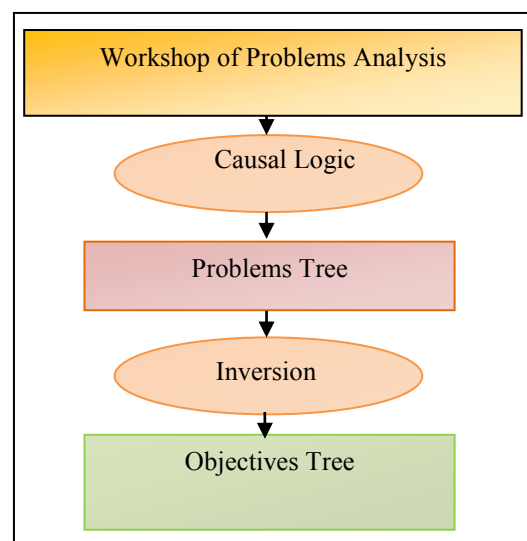 Workshop of Problems Analysis
Causal Logic
Problems Tree
Inversion
Objectives Tree